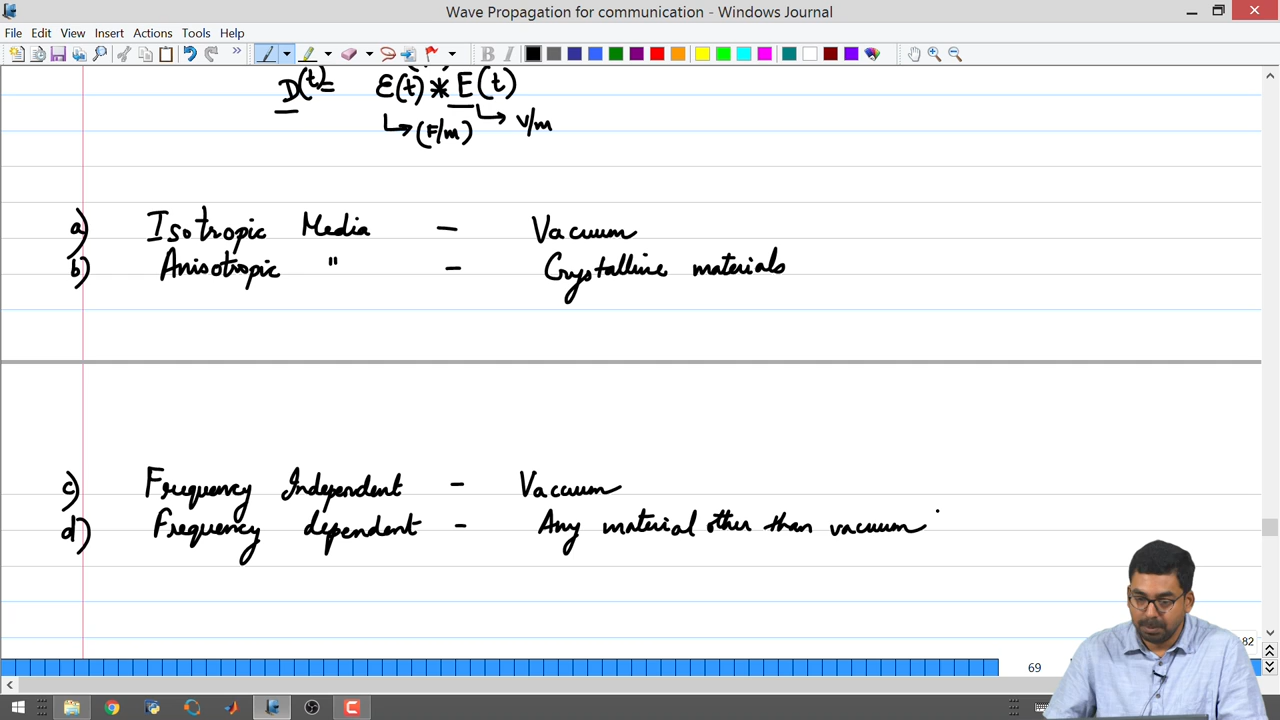 Wave Propagation for communication - Windows Journal
File Edit View Insert Actions Tools Help
D(t) = ε(t) * E(t)
(F/m) V/m
a) Isotropic Media - Vacuum
b) Anisotropic " - Crystalline materials
c) Frequency Independent - Vacuum
d) Frequency dependent - Any material other than vacuum
82
69